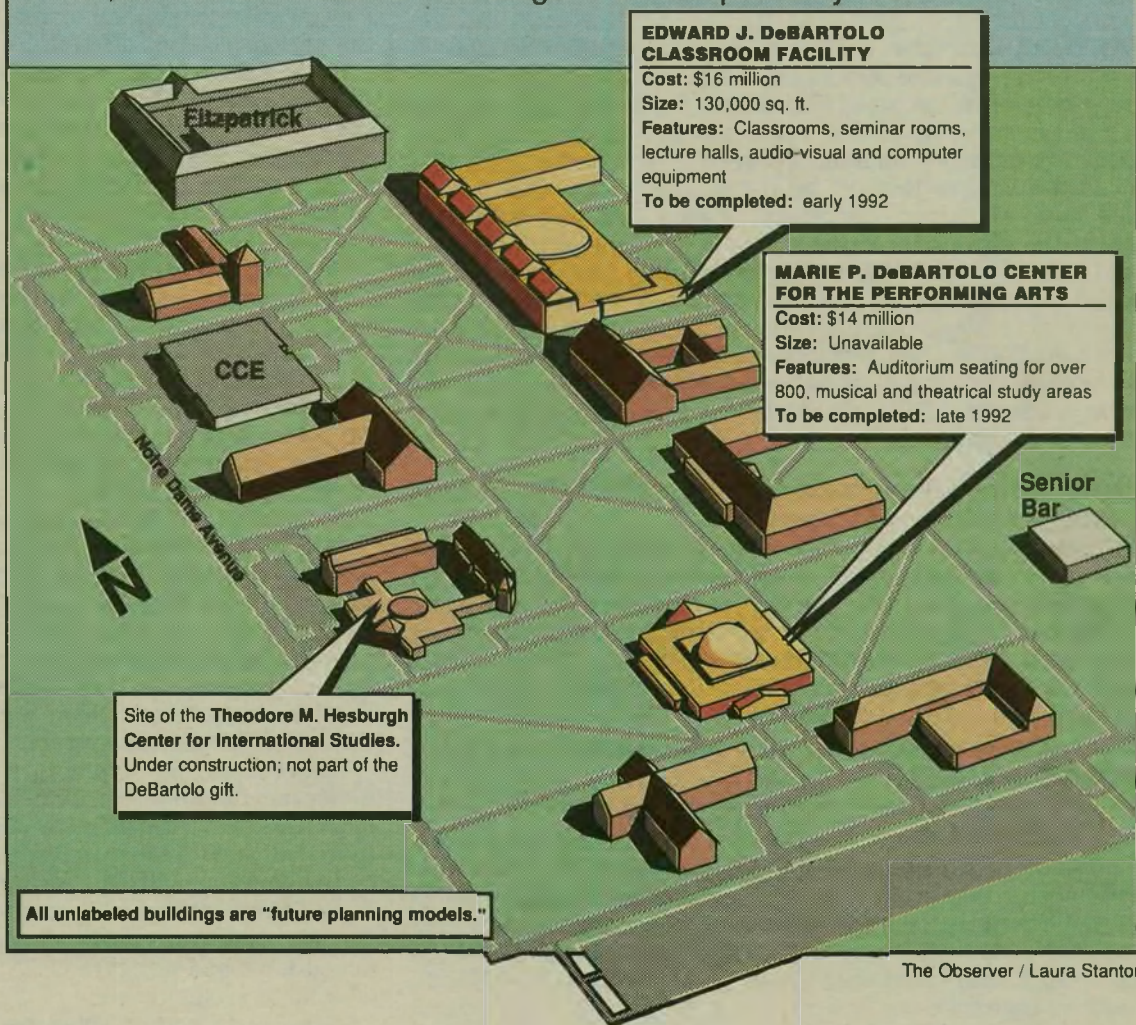 EDWARD J. DeBARTOLO
CLASSROOM FACILITY
Cost: $16 million
Size: 130,000 sq. ft.
Features: Classrooms, seminar rooms,
lecture halls, audio-visual and computer
equipment
To be completed: early 1992
Fitzpatrick
MARIE P. DeBARTOLO CENTER
FOR THE PERFORMING ARTS
Cost: $14 million
Size: Unavailable
Features: Auditorium seating for over
800, musical and theatrical study areas
To be completed: late 1992
CCE
Notre Dame Avenue
Senior
Bar
N
Site of the Theodore M. Hesburgh
Center for International Studies.
Under construction; not part of the
DeBartolo gift.
All unlabeled buildings are "future planning models."
The Observer / Laura Stanton